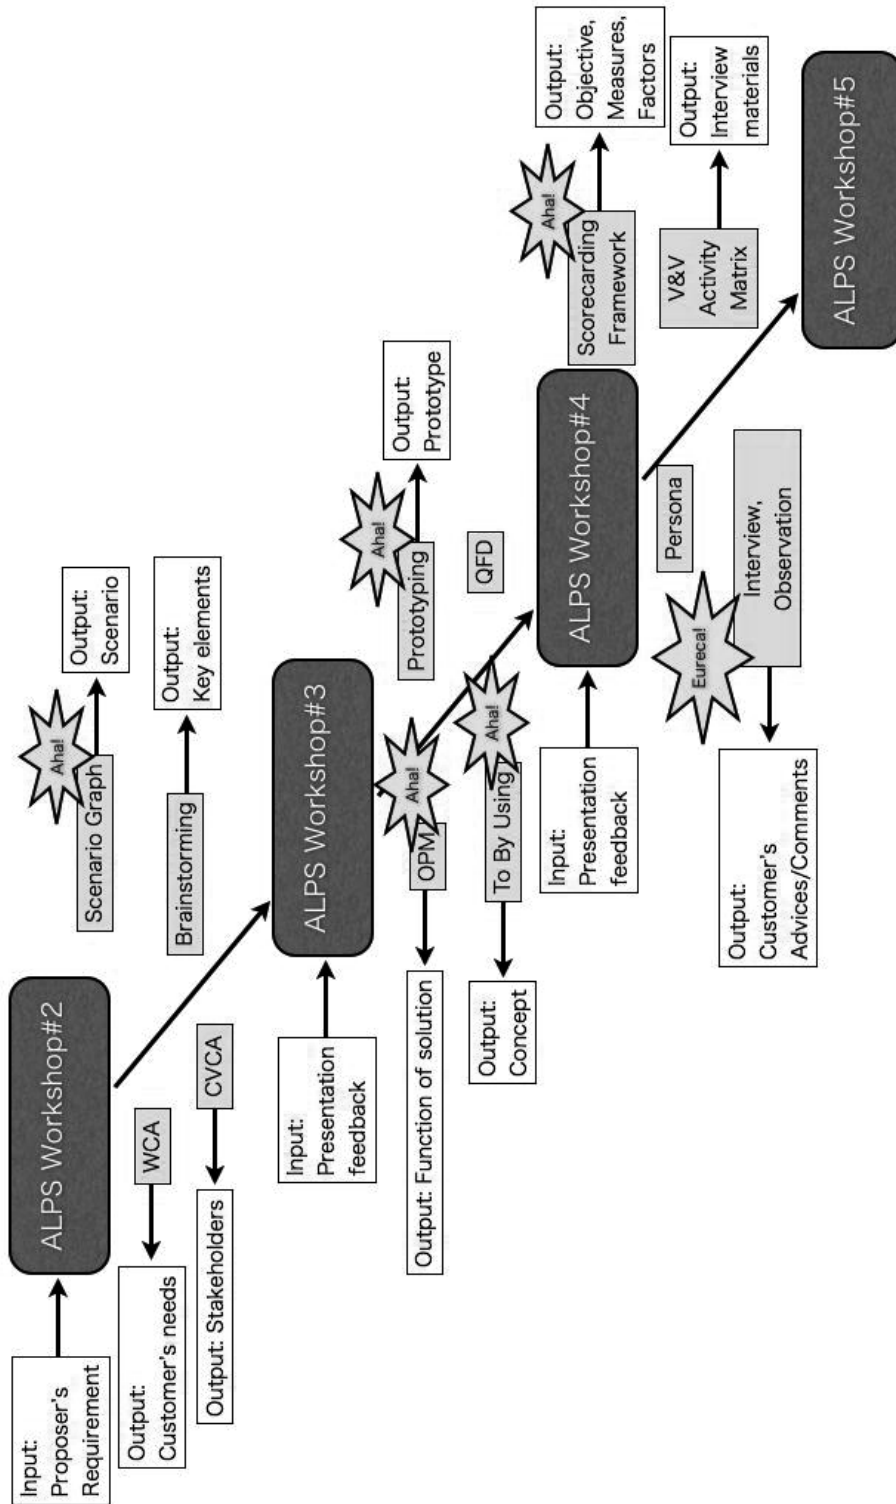 ALPS Workshop#2
Input:
Proposer's
Requirement
WCA
Output:
Customer's needs
CVCA
Output: Stakeholders
Aha!
Scenario Graph
Output:
Scenario
Brainstorming
Output:
Key elements
ALPS Workshop#3
Input:
Presentation
feedback
Aha!
OPM
Output: Function of solution
Aha!
To By Using
Output:
Concept
Aha!
Prototyping
Output:
Prototype
QFD
ALPS Workshop#4
Input:
Presentation
feedback
Aha!
Scorecarding
Framework
Output:
Objective,
Measures,
Factors
V&V
Activity
Matrix
Output:
Interview
materials
Persona
Eureca!
Interview,
Observation
Output:
Customer's
Advices/Comments
ALPS Workshop#5